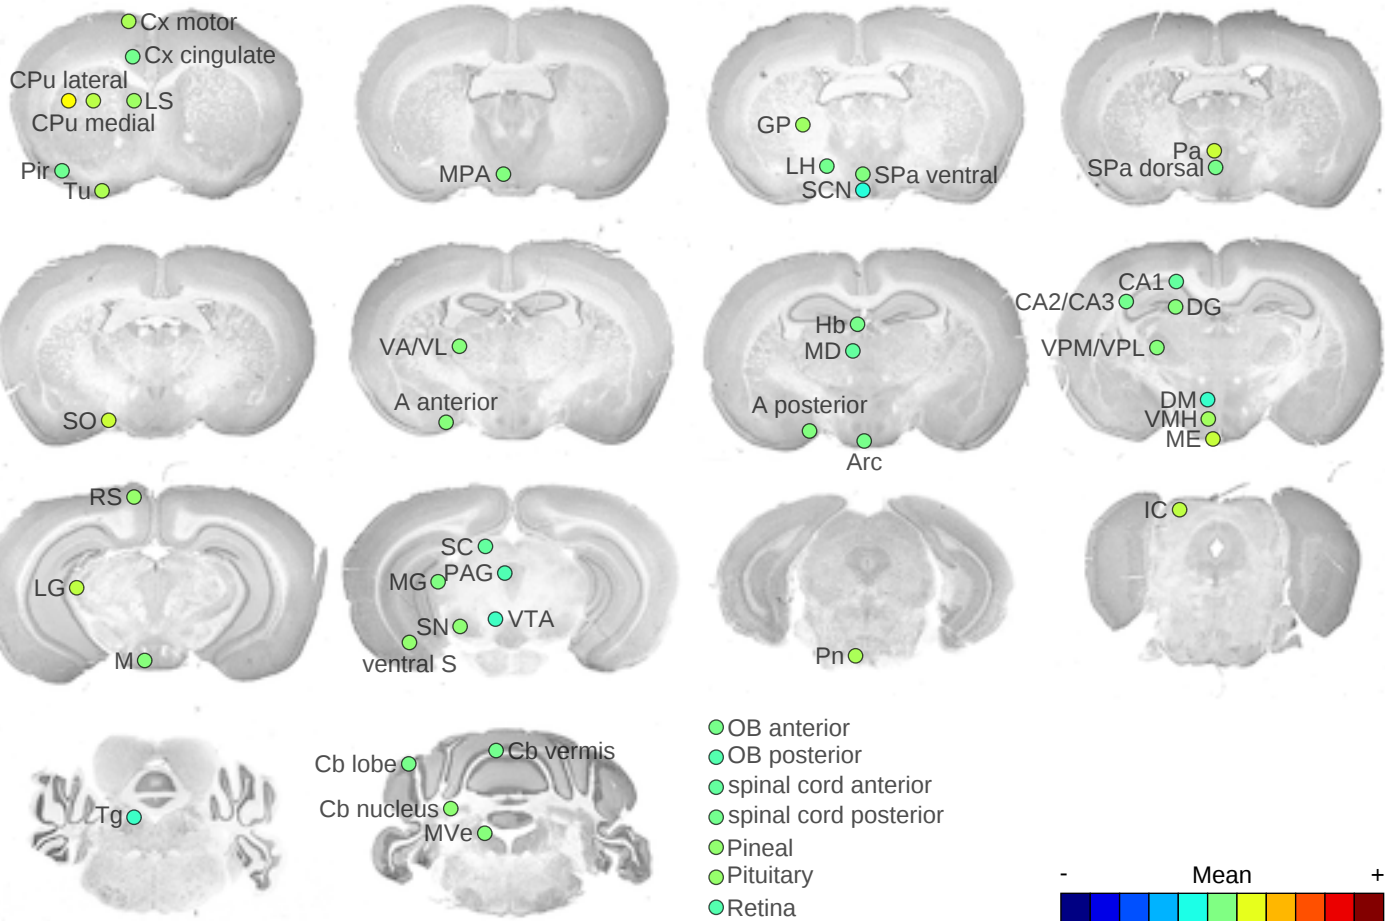 Cx motor
Cx cingulate
CPu lateral
LS
CPu medial
Pir
Tu
MPA
GP
LH
SPa ventral
SCN
Pa
SPa dorsal
SO
VA/VL
A anterior
Hb
MD
A posterior
Arc
CA1
CA2/CA3
DG
VPM/VPL
DM
VMH
ME
RS
LG
M
SC
PAG
MG
VTA
SN
ventral S
Pn
IC
Tg
Cb vermis
Cb lobe
Cb nucleus
MVe
OB anterior
OB posterior
spinal cord anterior
spinal cord posterior
Pineal
Pituitary
Retina
- Mean +